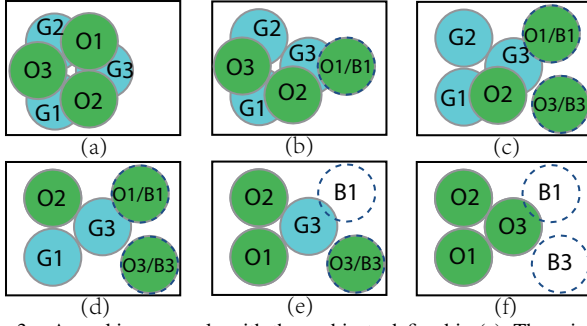 G2
O1
O3
G3
G1
O2
(a)
G2
G3
O3
O1/B1
G1
O2
(b)
G2
O1/B1
G3
G1
O2
O3/B3
(c)
O2
O1/B1
G3
G1
O3/B3
(d)
O2
B1
G3
O1
O3/B3
(e)
O2
B1
O3
O1
B3
(f)